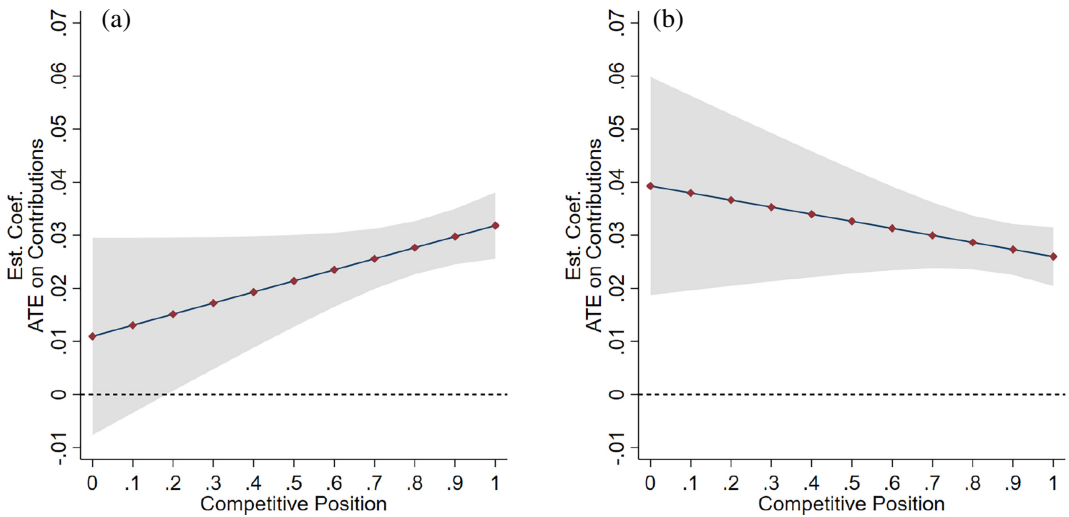 (a)
Est. Coef.
ATE on Contributions
.07
.06
.05
.04
.03
.02
.01
0
-.01
0 .1 .2 .3 .4 .5 .6 .7 .8 .9 1
Competitive Position
(b)
Est. Coef.
ATE on Contributions
.07
.06
.05
.04
.03
.02
.01
0
-.01
0 .1 .2 .3 .4 .5 .6 .7 .8 .9 1
Competitive Position